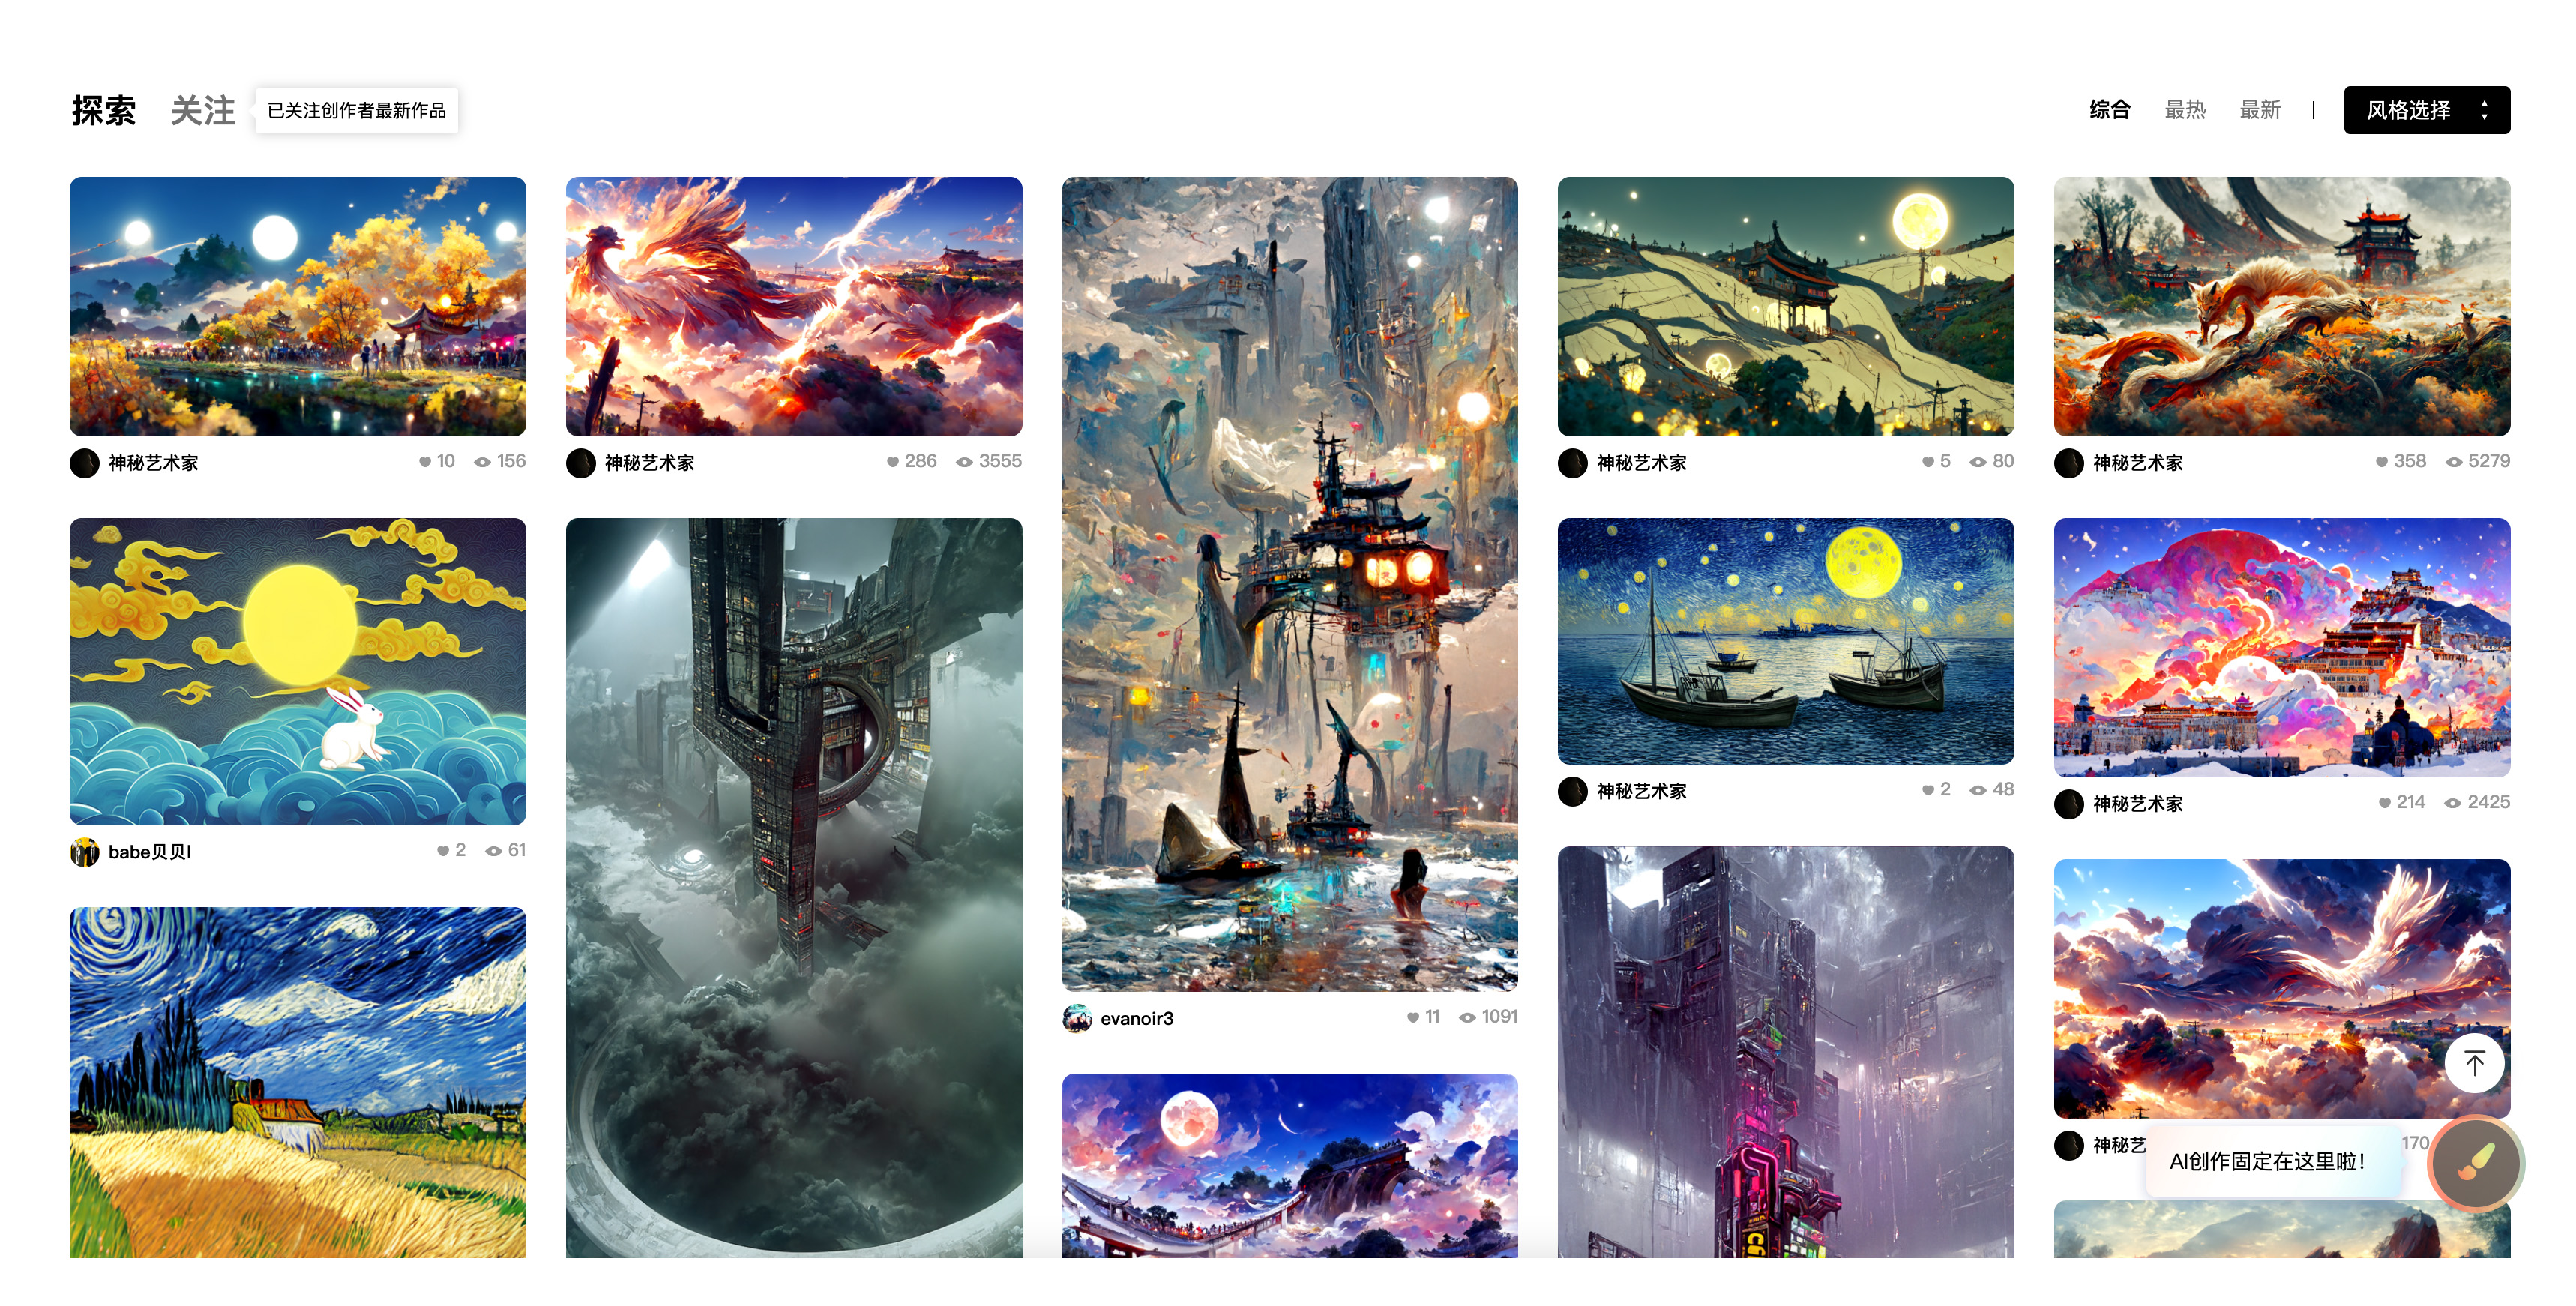 探索 关注 已关注创作者最新作品
综合 最热 最新 | 风格选择
神秘艺术家 10 156
神秘艺术家 286 3555
神秘艺术家 5 80
神秘艺术家 358 5279
babe贝贝l 2 61
神秘艺术家 2 48
神秘艺术家 214 2425
evanoir3 11 1091
神秘艺 170
AI创作固定在这里啦！